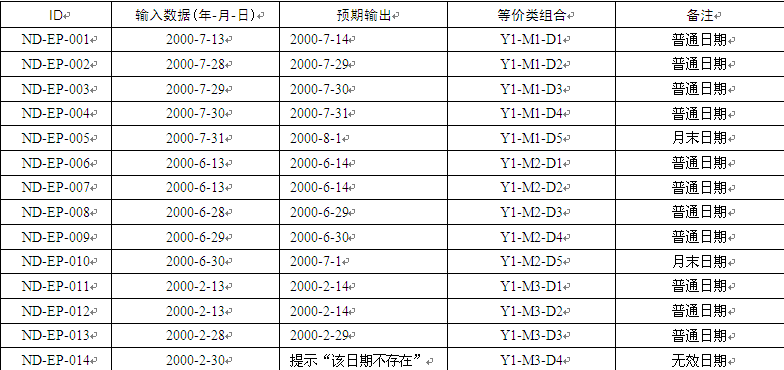 ID 输入数据(年-月-日) 预期输出 等价类组合 备注
ND-EP-001 2000-7-13 2000-7-14 Y1-M1-D1 普通日期
ND-EP-002 2000-7-28 2000-7-29 Y1-M1-D2 普通日期
ND-EP-003 2000-7-29 2000-7-30 Y1-M1-D3 普通日期
ND-EP-004 2000-7-30 2000-7-31 Y1-M1-D4 普通日期
ND-EP-005 2000-7-31 2000-8-1 Y1-M1-D5 月末日期
ND-EP-006 2000-6-13 2000-6-14 Y1-M2-D1 普通日期
ND-EP-007 2000-6-13 2000-6-14 Y1-M2-D2 普通日期
ND-EP-008 2000-6-28 2000-6-29 Y1-M2-D3 普通日期
ND-EP-009 2000-6-29 2000-6-30 Y1-M2-D4 普通日期
ND-EP-010 2000-6-30 2000-7-1 Y1-M2-D5 月末日期
ND-EP-011 2000-2-13 2000-2-14 Y1-M3-D1 普通日期
ND-EP-012 2000-2-13 2000-2-14 Y1-M3-D2 普通日期
ND-EP-013 2000-2-28 2000-2-29 Y1-M3-D3 普通日期
ND-EP-014 2000-2-30 提示“该日期不存在” Y1-M3-D4 无效日期